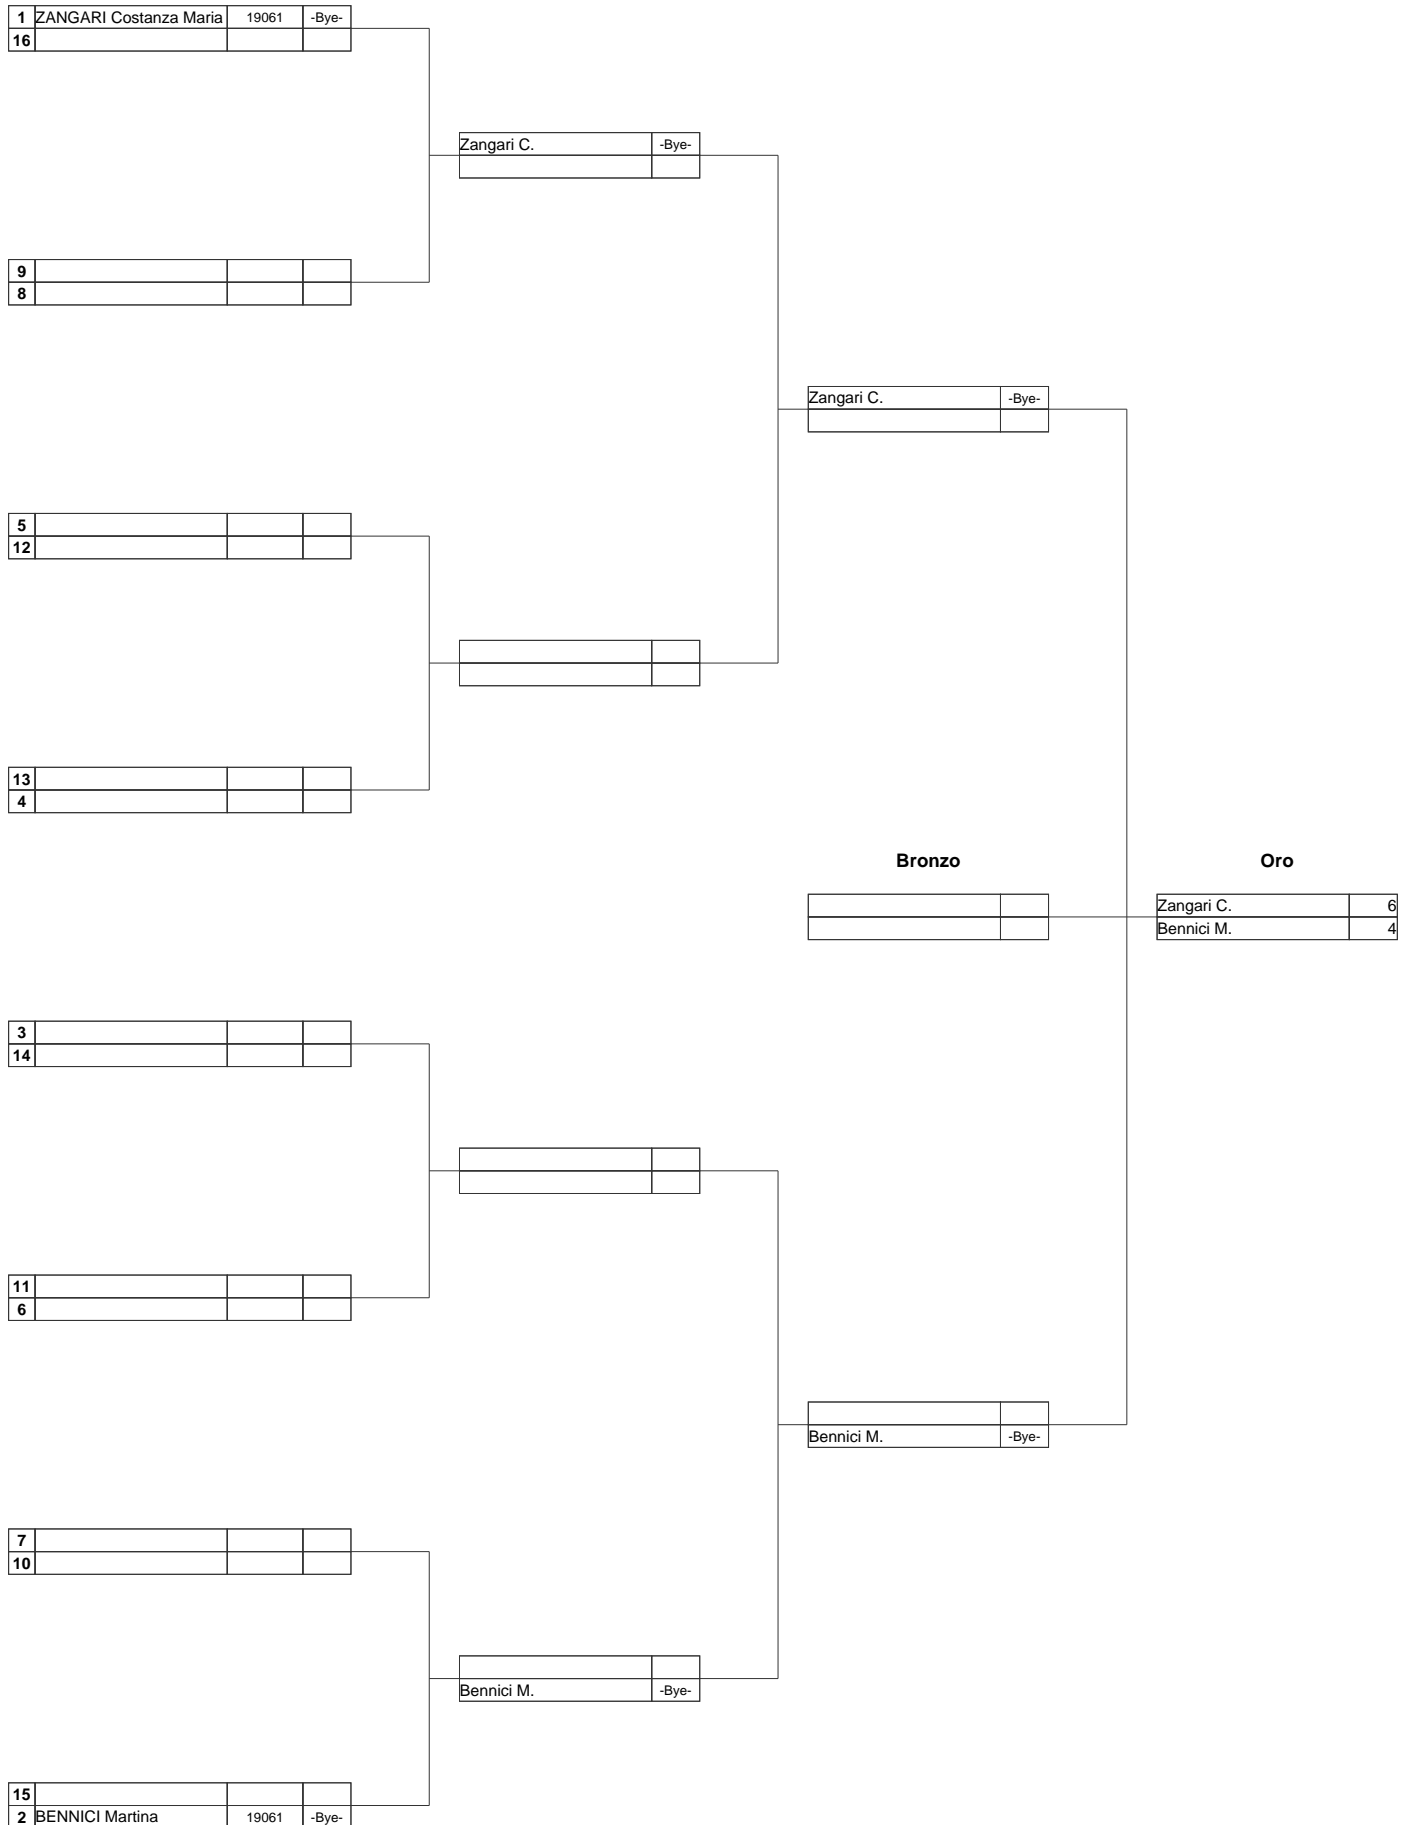 1 ZANGARI Costanza Maria 19061 -Bye-
16
Zangari C. -Bye-
9
8
Zangari C. -Bye-
5
12
13
4
Bronzo Oro
Zangari C. 6
Bennici M. 4
3
14
11
6
Bennici M. -Bye-
7
10
Bennici M. -Bye-
15
2 BENNICI Martina 19061 -Bye-